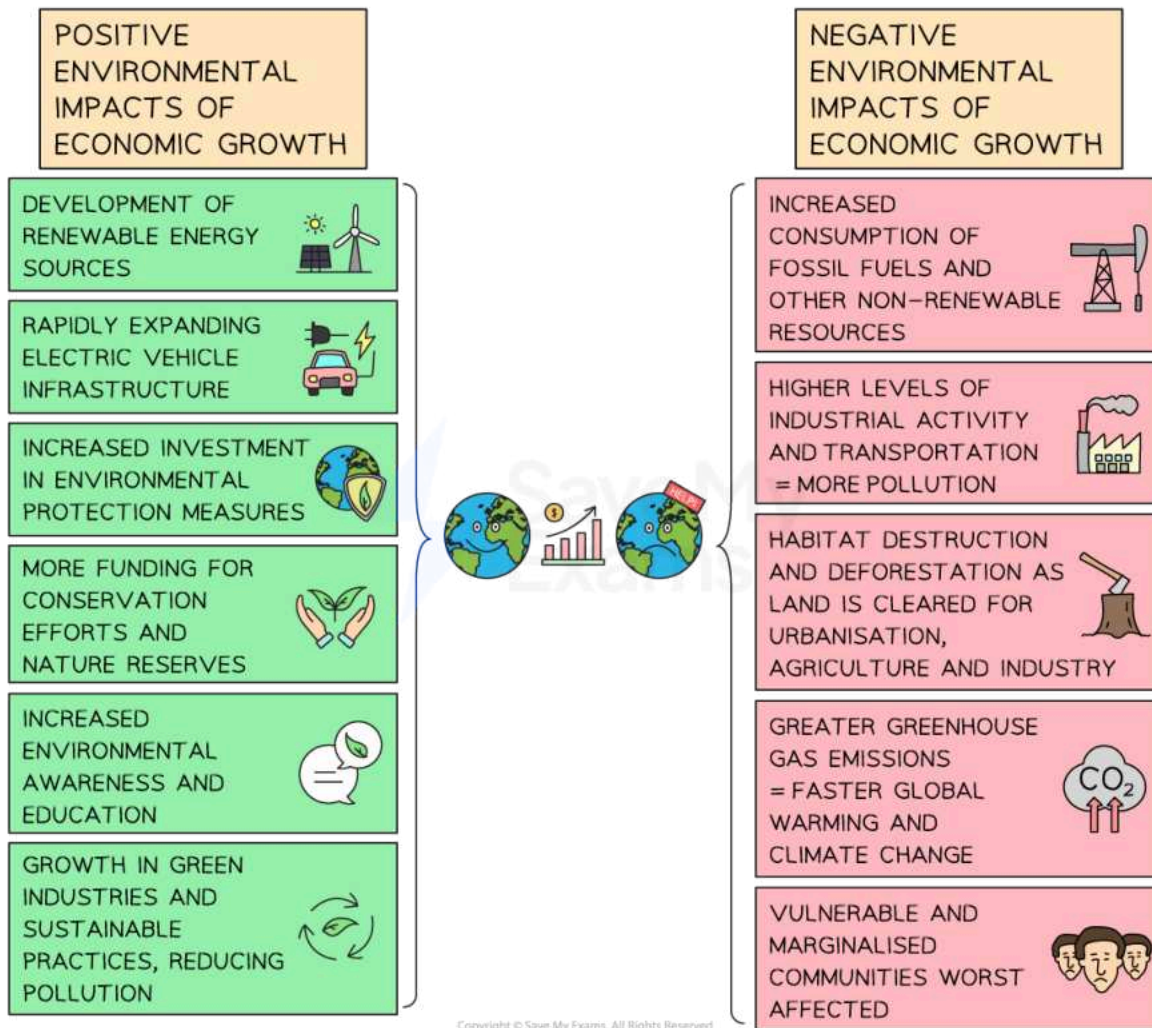 POSITIVE
ENVIRONMENTAL
IMPACTS OF
ECONOMIC GROWTH
DEVELOPMENT OF
RENEWABLE ENERGY
SOURCES
RAPIDLY EXPANDING
ELECTRIC VEHICLE
INFRASTRUCTURE
INCREASED INVESTMENT
IN ENVIRONMENTAL
PROTECTION MEASURES
MORE FUNDING FOR
CONSERVATION
EFFORTS AND
NATURE RESERVES
INCREASED
ENVIRONMENTAL
AWARENESS AND
EDUCATION
GROWTH IN GREEN
INDUSTRIES AND
SUSTAINABLE
PRACTICES, REDUCING
POLLUTION
$
HELP!
Save My
Exams
NEGATIVE
ENVIRONMENTAL
IMPACTS OF
ECONOMIC GROWTH
INCREASED
CONSUMPTION OF
FOSSIL FUELS AND
OTHER NON-RENEWABLE
RESOURCES
HIGHER LEVELS OF
INDUSTRIAL ACTIVITY
AND TRANSPORTATION
= MORE POLLUTION
HABITAT DESTRUCTION
AND DEFORESTATION AS
LAND IS CLEARED FOR
URBANISATION,
AGRICULTURE AND INDUSTRY
GREATER GREENHOUSE
GAS EMISSIONS
= FASTER GLOBAL
WARMING AND
CLIMATE CHANGE
CO₂
VULNERABLE AND
MARGINALISED
COMMUNITIES WORST
AFFECTED
Copyright © Save My Exams. All Rights Reserved